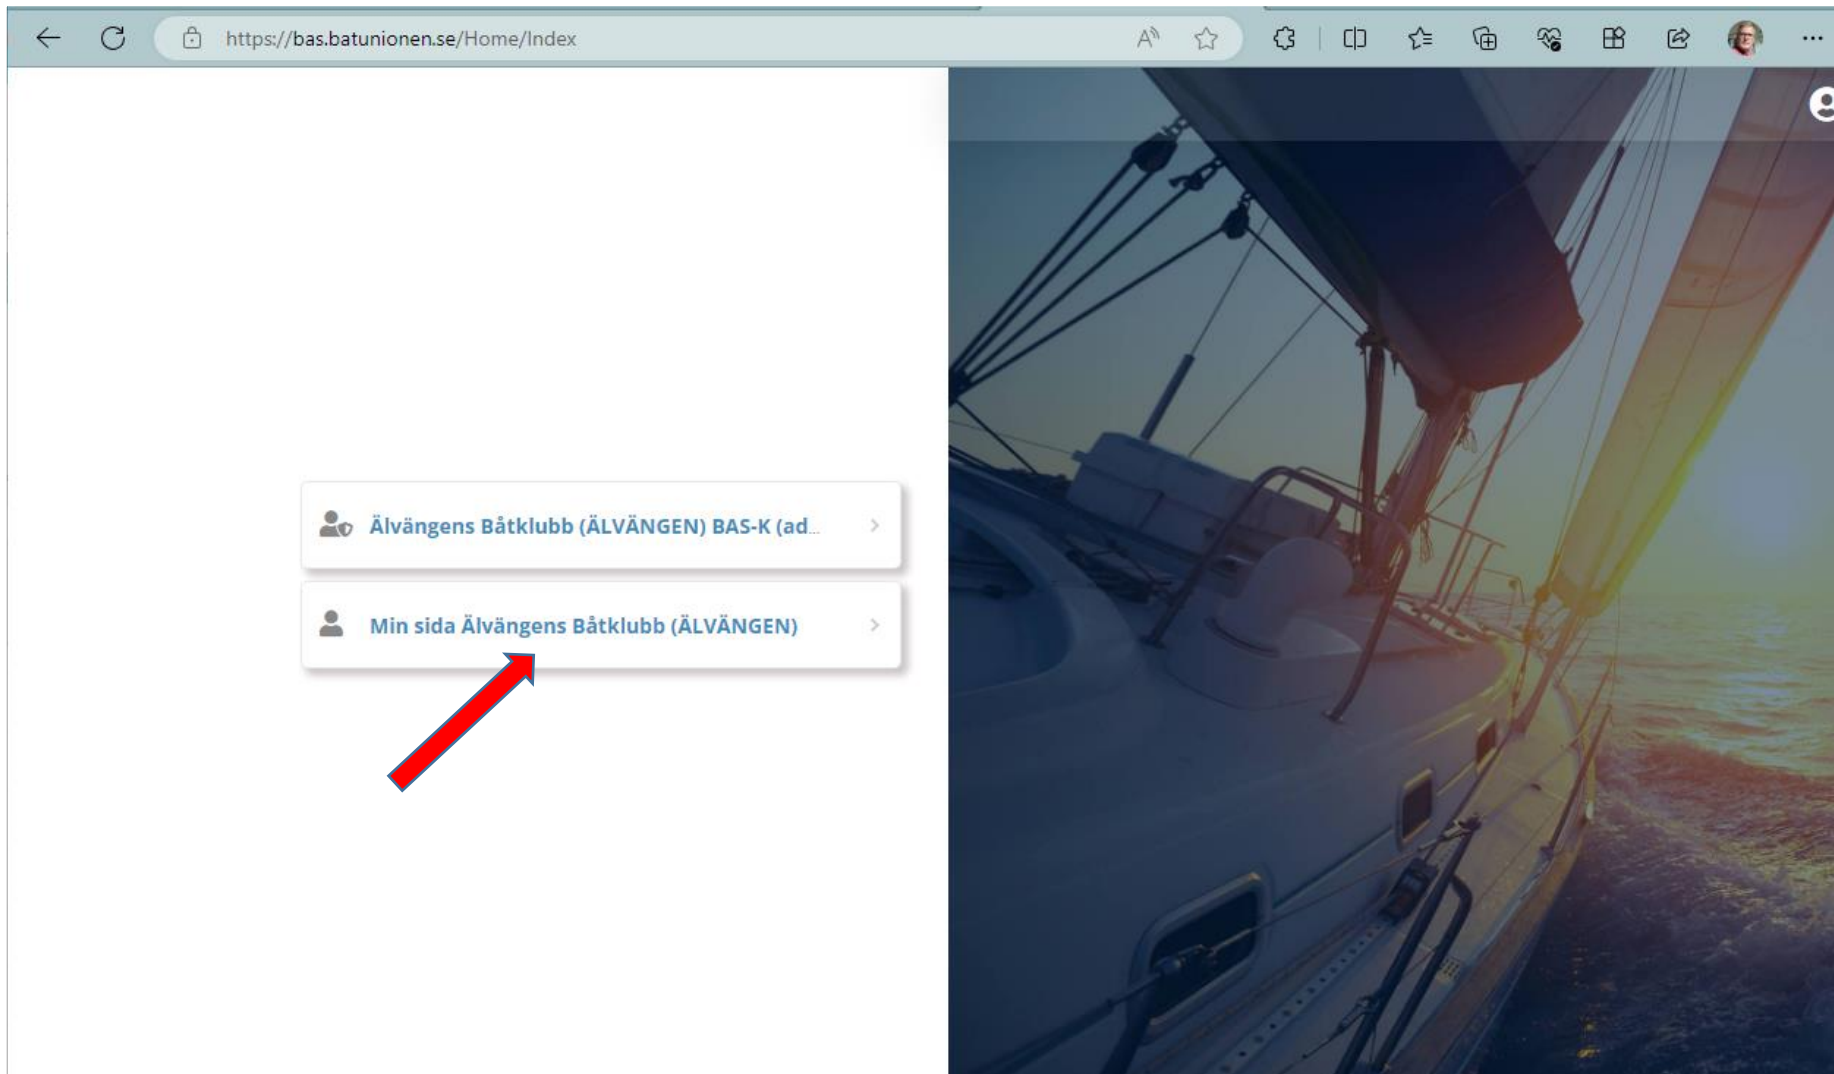 https://bas.batunionen.se/Home/Index
Älvängens Båtklubb (ÄLVÄNGEN) BAS-K (ad...
Min sida Älvängens Båtklubb (ÄLVÄNGEN)